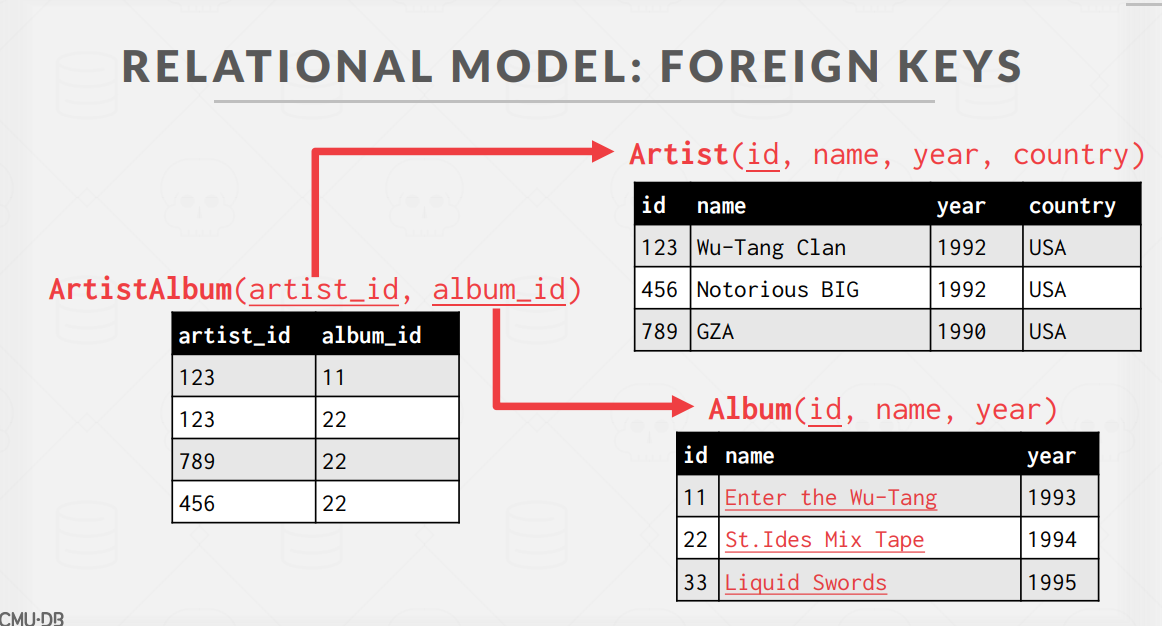 RELATIONAL MODEL: FOREIGN KEYS
Artist(id, name, year, country)
id name year country
123 Wu-Tang Clan 1992 USA
456 Notorious BIG 1992 USA
789 GZA 1990 USA
ArtistAlbum(artist_id, album_id)
artist_id album_id
123 11
123 22
789 22
456 22
Album(id, name, year)
id name year
11 Enter the Wu-Tang 1993
22 St.Ides Mix Tape 1994
33 Liquid Swords 1995
CMU·DB